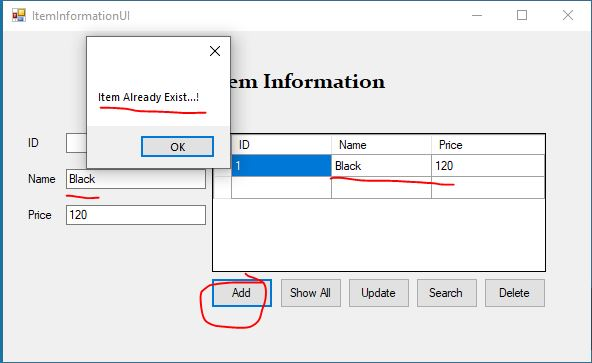 ItemInformationUI
Item Already Exist...!
OK
em Information
ID
Name Black
Price 120
ID Name Price
1 Black 120
Add Show All Update Search Delete